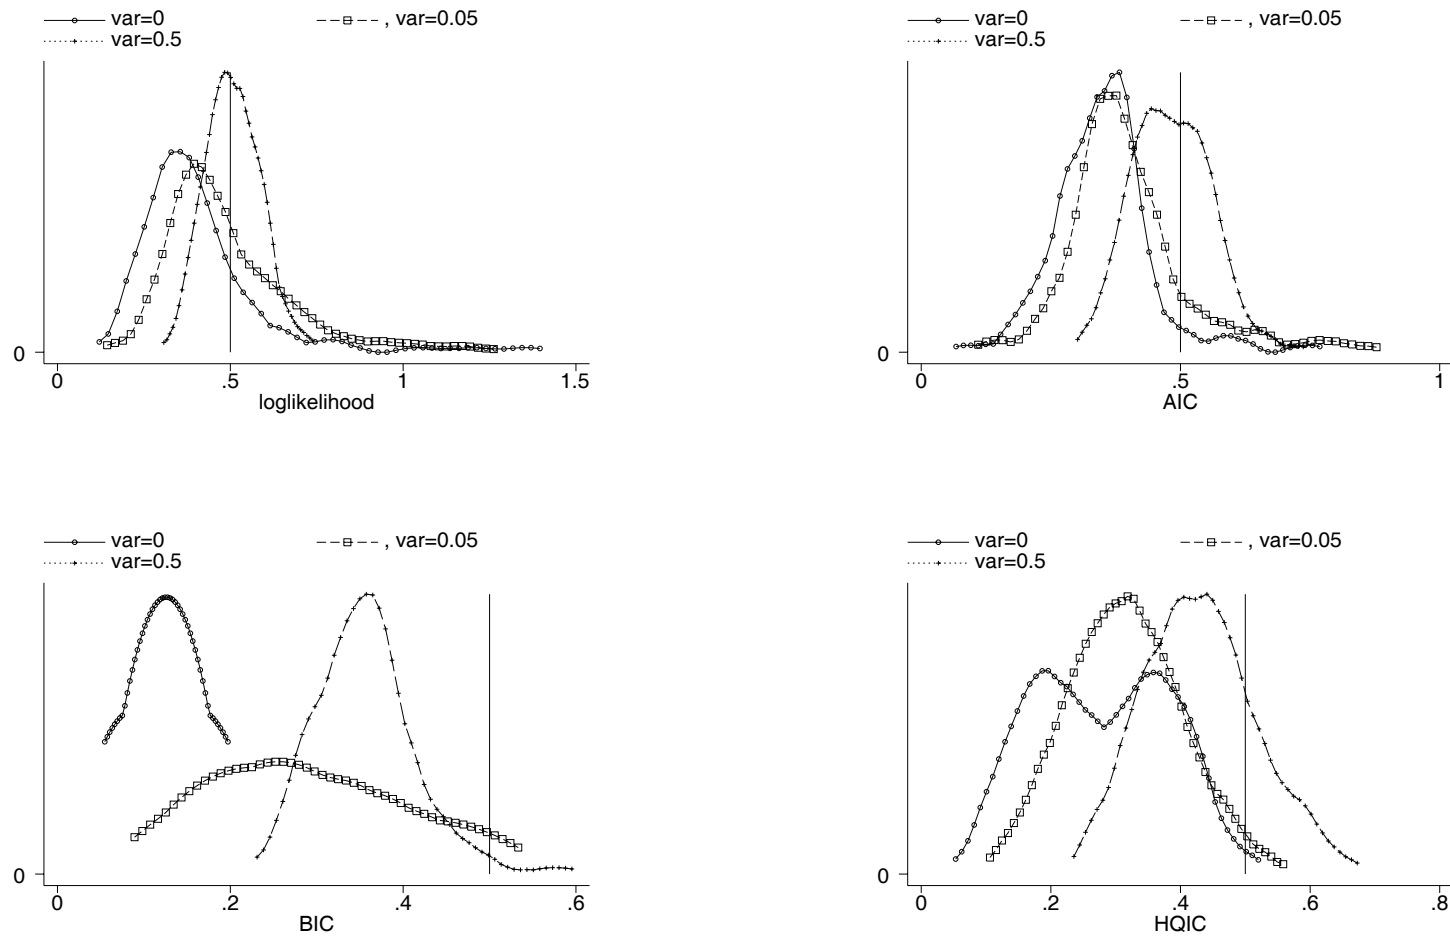 var=0 , var=0.05
var=0.5
0
0 .5 1 1.5
loglikelihood
var=0 , var=0.05
var=0.5
0
0 .5 1
AIC
var=0 , var=0.05
var=0.5
0
0 .2 .4 .6
BIC
var=0 , var=0.05
var=0.5
0
0 .2 .4 .6 .8
HQIC